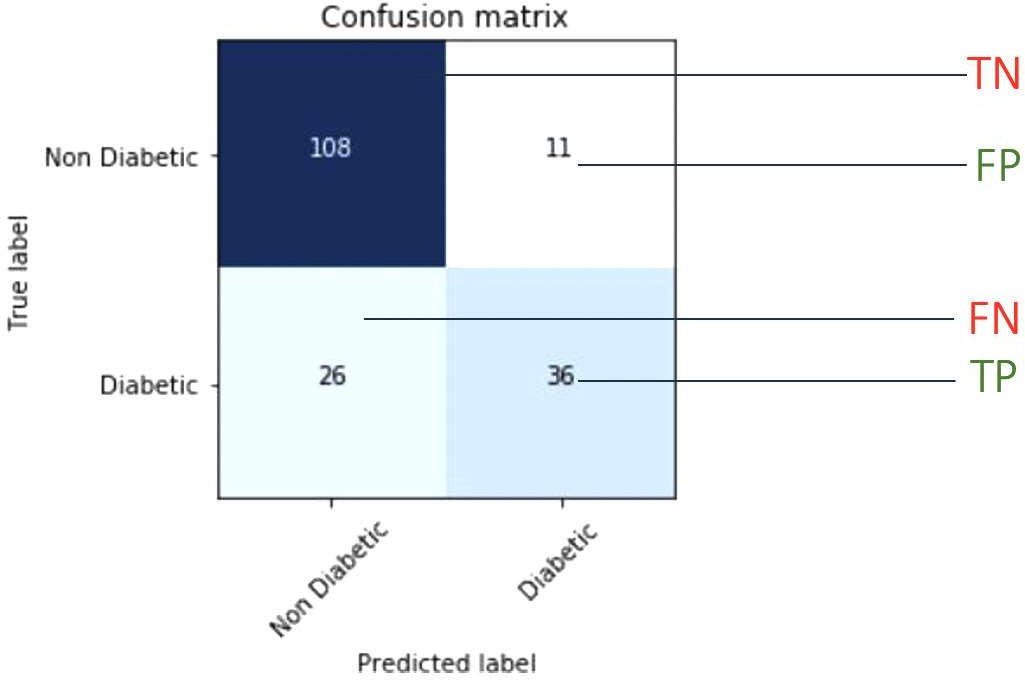 Confusion matrix
TN
Non Diabetic
108
11
FP
True label
FN
Diabetic
26
36
TP
Non Diabetic
Diabetic
Predicted label